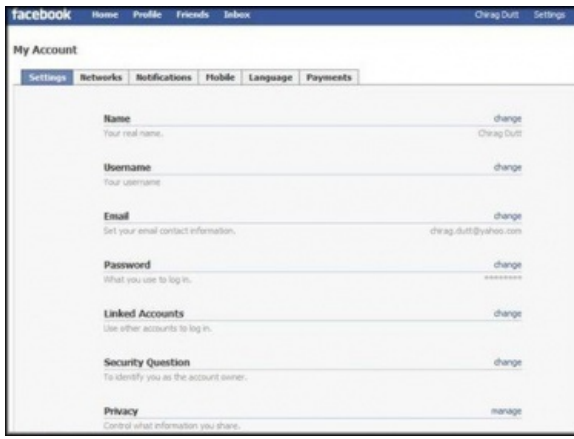 facebook Home Profile Friends Inbox Chirag Dutt Settings
My Account
Settings Networks Notifications Mobile Language Payments
Name change
Your real name. Chirag Dutt
Username change
Your username
Email change
Set your email contact information. chirag.dutt@yahoo.com
Password change
What you use to log in. ********
Linked Accounts change
Use other accounts to log in.
Security Question change
To identify you as the account owner.
Privacy manage
Control what information you share.